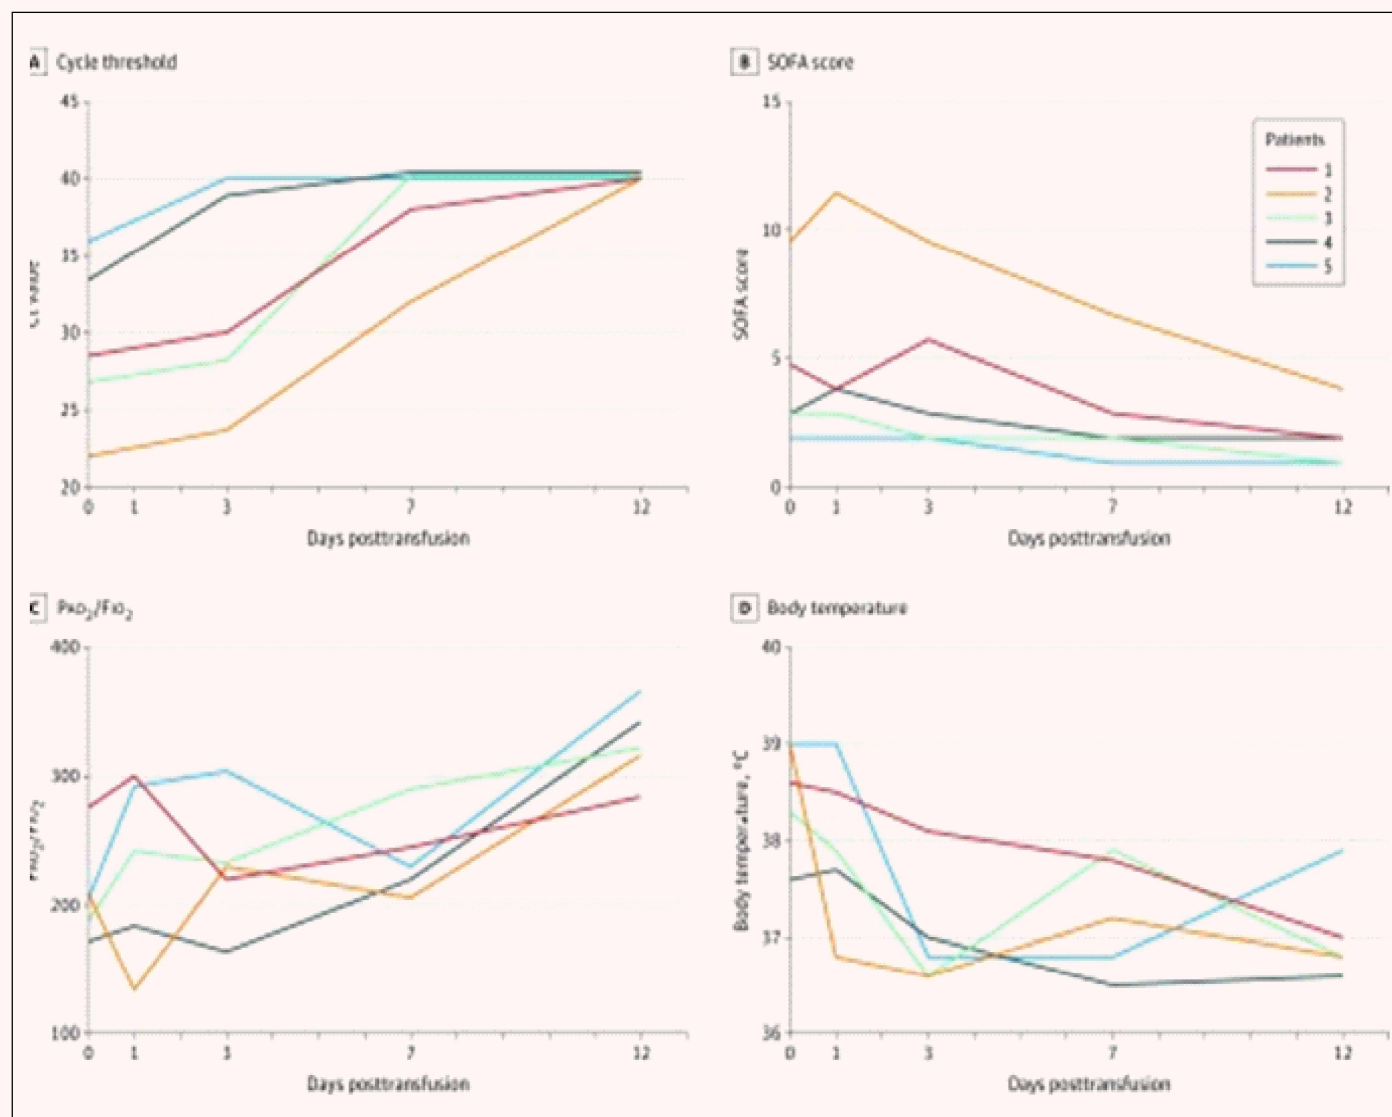 A Cycle threshold
45
40
35
30
25
20
0 1 3 7 12
Days posttransfusion
B SOFA score
SOFA score
15
10
5
0
Patients
1
2
3
4
5
0 1 3 7 12
Days posttransfusion
C PaO2/FiO2
PaO2/FiO2
400
300
200
100
0 1 3 7 12
Days posttransfusion
D Body temperature
Body temperature, ºC
40
39
38
37
36
0 1 3 7 12
Days posttransfusion